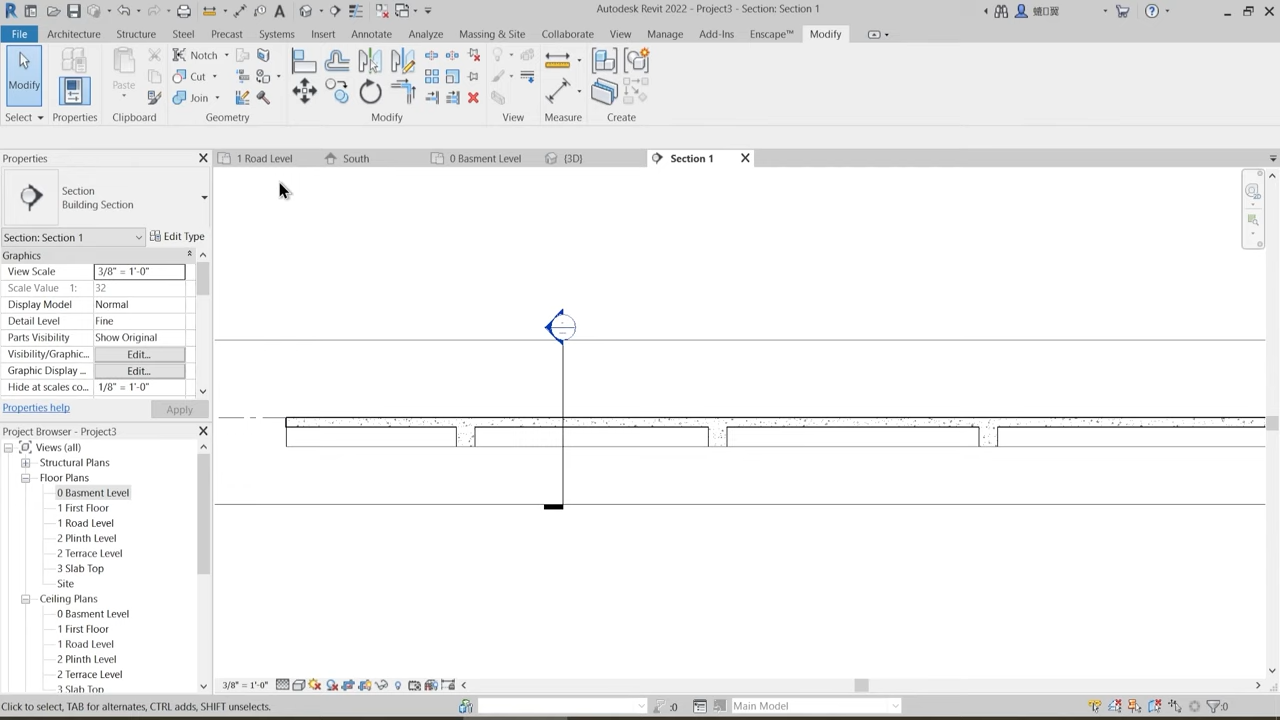 Autodesk Revit 2022 - Project3 - Section: Section 1
File Architecture Structure Steel Precast Systems Insert Annotate Analyze Massing & Site Collaborate View Manage Add-Ins Enscape™ Modify
Modify Paste Notch Cut Join
Select Properties Clipboard Geometry Modify View Measure Create
Properties
1 Road Level South 0 Basment Level {3D} Section 1
Section
Building Section
Section: Section 1 Edit Type
Graphics
View Scale 3/8" = 1'-0"
Scale Value 1: 32
Display Model Normal
Detail Level Fine
Parts Visibility Show Original
Visibility/Graphic... Edit...
Graphic Display ... Edit...
Hide at scales co... 1/8" = 1'-0"
Properties help Apply
Project Browser - Project3
Views (all)
Structural Plans
Floor Plans
0 Basment Level
1 First Floor
1 Road Level
2 Plinth Level
2 Terrace Level
3 Slab Top
Site
Ceiling Plans
0 Basment Level
1 First Floor
1 Road Level
2 Plinth Level
2 Terrace Level
3 Slab Top
3/8" = 1'-0"
Click to select, TAB for alternates, CTRL adds, SHIFT unselects. :0 Main Model :0